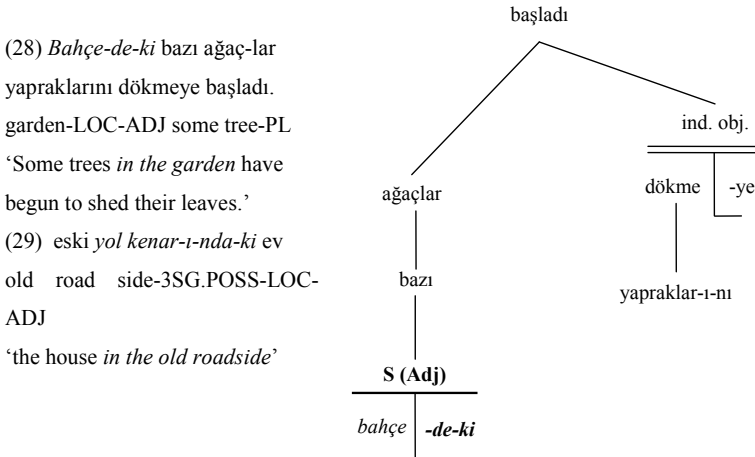 (28) Bahçe-de-ki bazı ağaç-lar
yapraklarını dökmeye başladı.
garden-LOC-ADJ some tree-PL
‘Some trees in the garden have
begun to shed their leaves.’
(29) eski yol kenar-ı-nda-ki ev
old road side-3SG.POSS-LOC-
ADJ
‘the house in the old roadside’
başladı
ind. obj.
ağaçlar
dökme -ye
bazı
yapraklar-ı-nı
S (Adj)
bahçe -de-ki